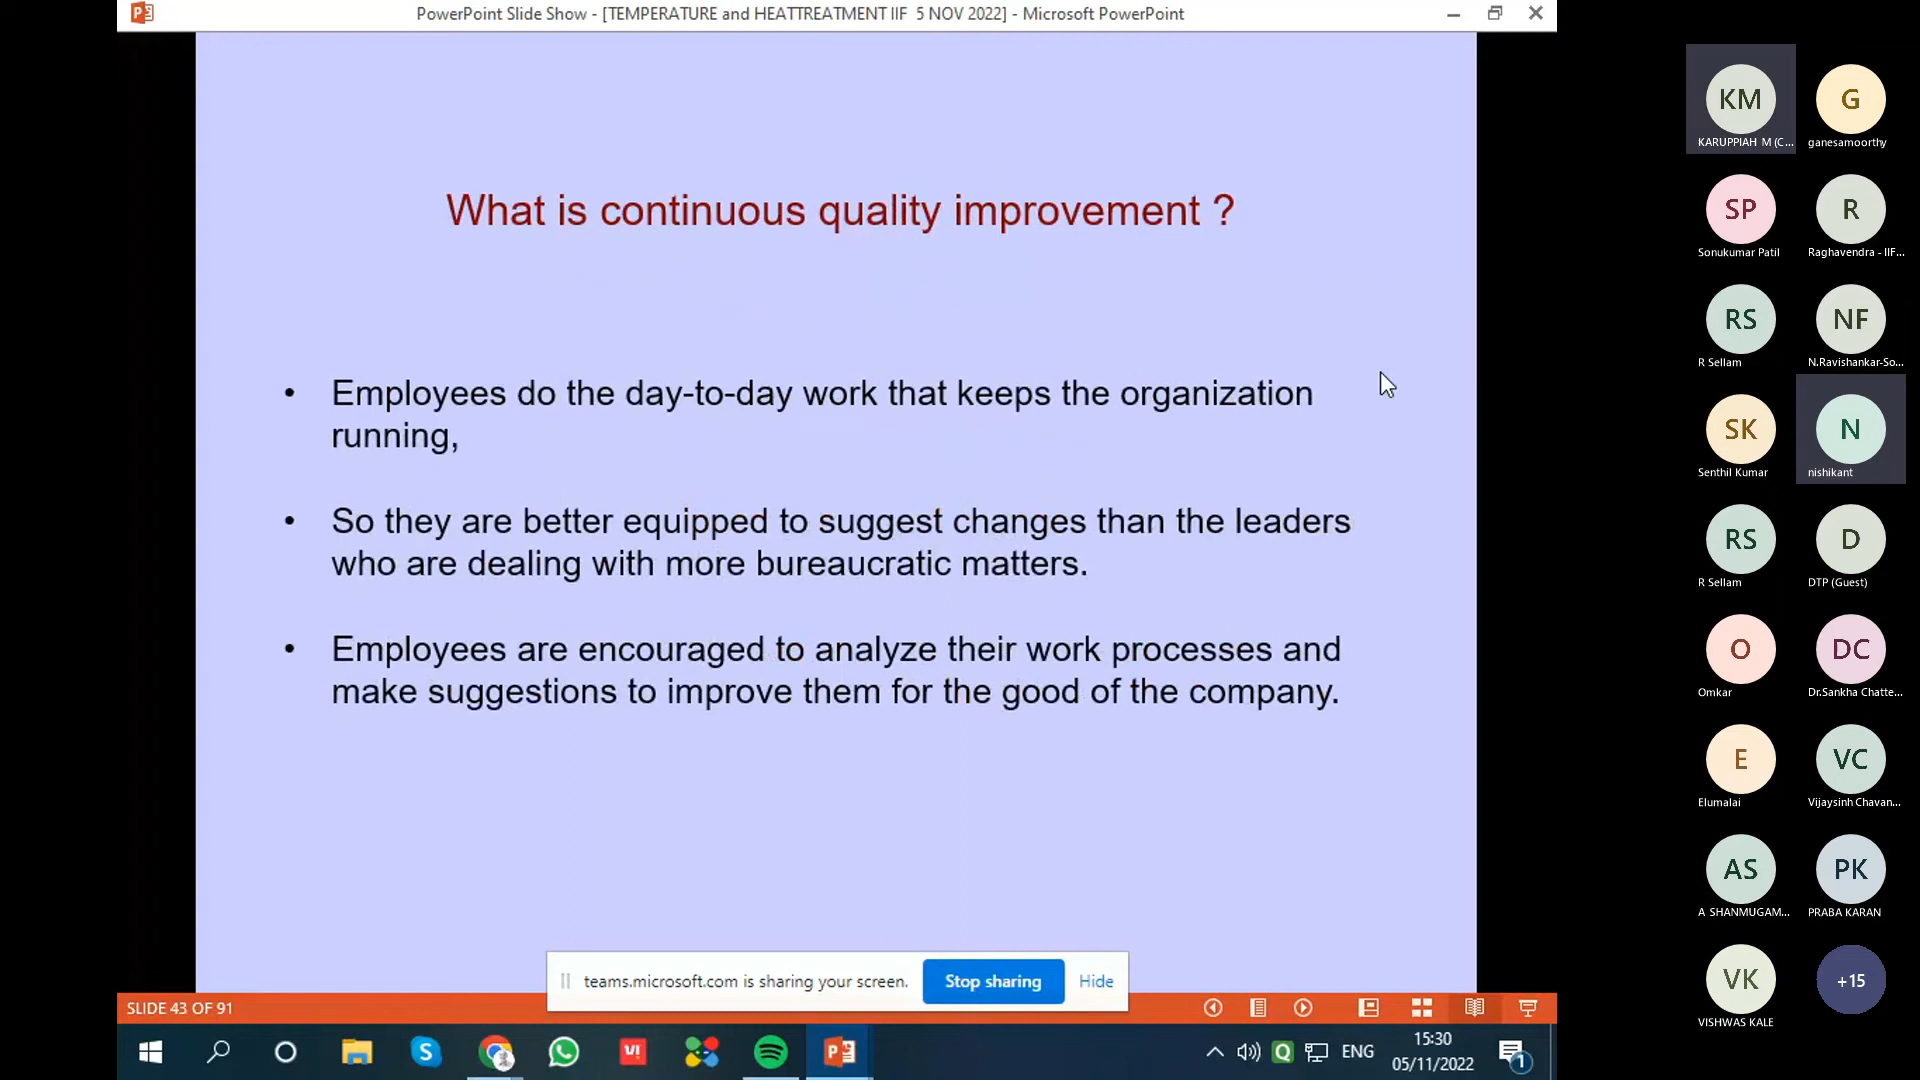 PowerPoint Slide Show - [TEMPERATURE and HEATTREATMENT IIF 5 NOV 2022] - Microsoft PowerPoint
What is continuous quality improvement ?
• Employees do the day-to-day work that keeps the organization
running,
• So they are better equipped to suggest changes than the leaders
who are dealing with more bureaucratic matters.
• Employees are encouraged to analyze their work processes and
make suggestions to improve them for the good of the company.
teams.microsoft.com is sharing your screen. Stop sharing Hide
SLIDE 43 OF 91
ENG
15:30
05/11/2022
1
KM G
KARUPPIAH M (C... ganesamoorthy
SP R
Sonukumar Patil Raghavendra - IIF...
RS NF
R Sellam N.Ravishankar-So...
SK N
Senthil Kumar nishikant
RS D
R Sellam DTP (Guest)
O DC
Omkar Dr.Sankha Chatte...
E VC
Elumalai Vijaysinh Chavan...
AS PK
A SHANMUGAM... PRABA KARAN
VK +15
VISHWAS KALE